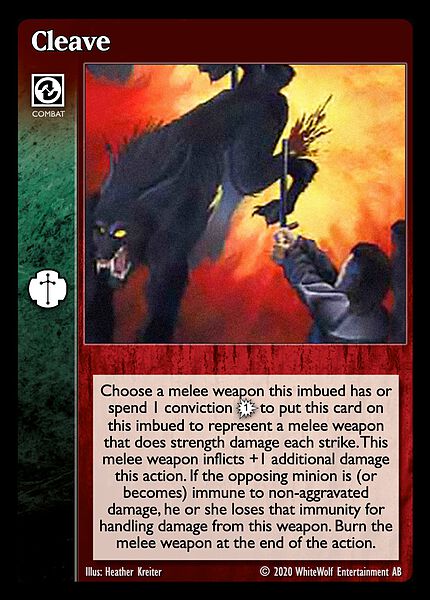 Cleave
COMBAT
Choose a melee weapon this imbued has or
spend 1 conviction 1 to put this card on
this imbued to represent a melee weapon
that does strength damage each strike. This
melee weapon inflicts +1 additional damage
this action. If the opposing minion is (or
becomes) immune to non-aggravated
damage, he or she loses that immunity for
handling damage from this weapon. Burn the
melee weapon at the end of the action.
Illus: Heather Kreiter © 2020 WhiteWolf Entertainment AB